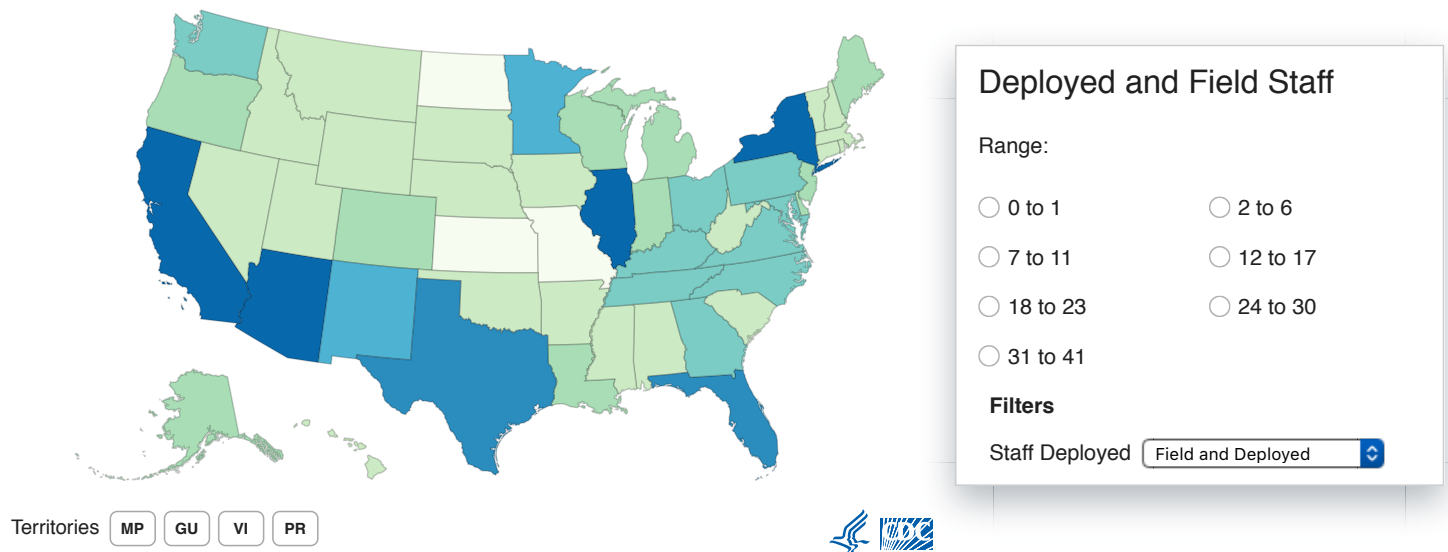 Deployed and Field Staff
Range:
0 to 1
2 to 6
7 to 11
12 to 17
18 to 23
24 to 30
31 to 41
Filters
Staff Deployed Field and Deployed
Territories MP GU VI PR
CDC